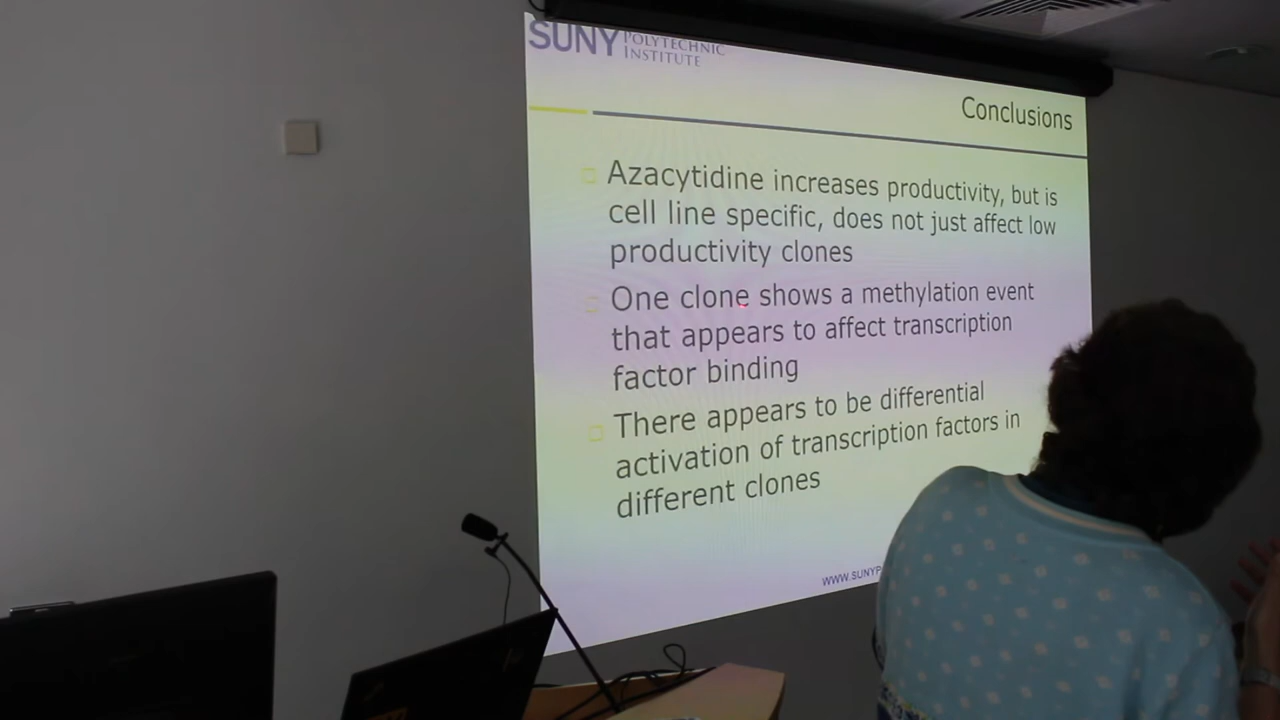 SUNY POLYTECHNIC
INSTITUTE
Conclusions
Azacytidine increases productivity, but is
cell line specific, does not just affect low
productivity clones
One clone shows a methylation event
that appears to affect transcription
factor binding
There appears to be differential
activation of transcription factors in
different clones